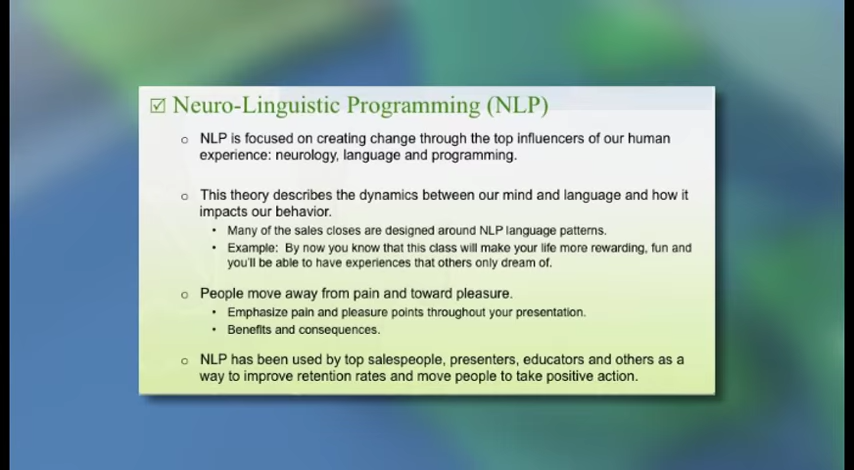 ☑ Neuro-Linguistic Programming (NLP)
○ NLP is focused on creating change through the top influencers of our human
experience: neurology, language and programming.
○ This theory describes the dynamics between our mind and language and how it
impacts our behavior.
• Many of the sales closes are designed around NLP language patterns.
• Example: By now you know that this class will make your life more rewarding, fun and
you'll be able to have experiences that others only dream of.
○ People move away from pain and toward pleasure.
• Emphasize pain and pleasure points throughout your presentation.
• Benefits and consequences.
○ NLP has been used by top salespeople, presenters, educators and others as a
way to improve retention rates and move people to take positive action.